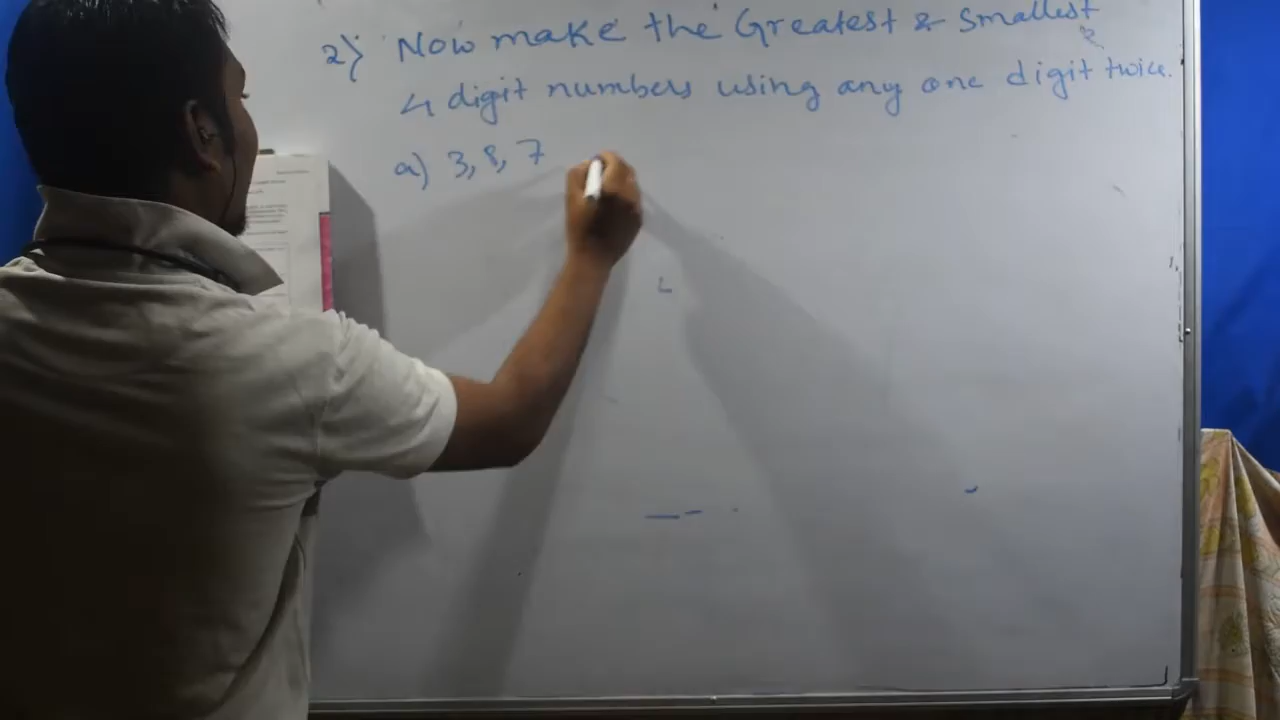 2) Now make the Greatest & Smallest
4 digit numbers using any one digit twice.
a) 3, 8, 7